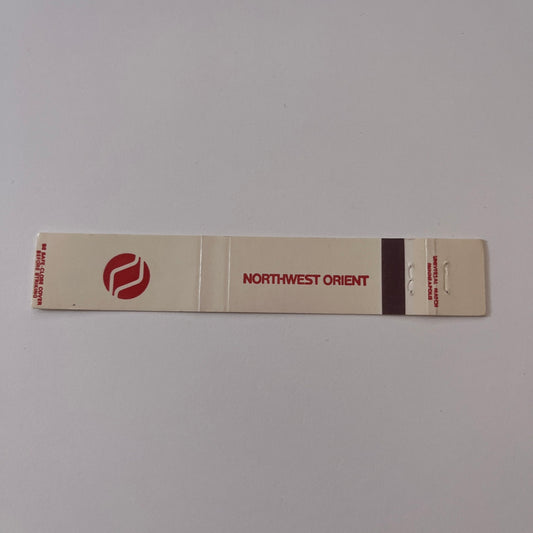 BE SAFE-CLOSE COVER
BEFORE STRIKING
NORTHWEST ORIENT
UNIVERSAL MATCH
MINNEAPOLIS